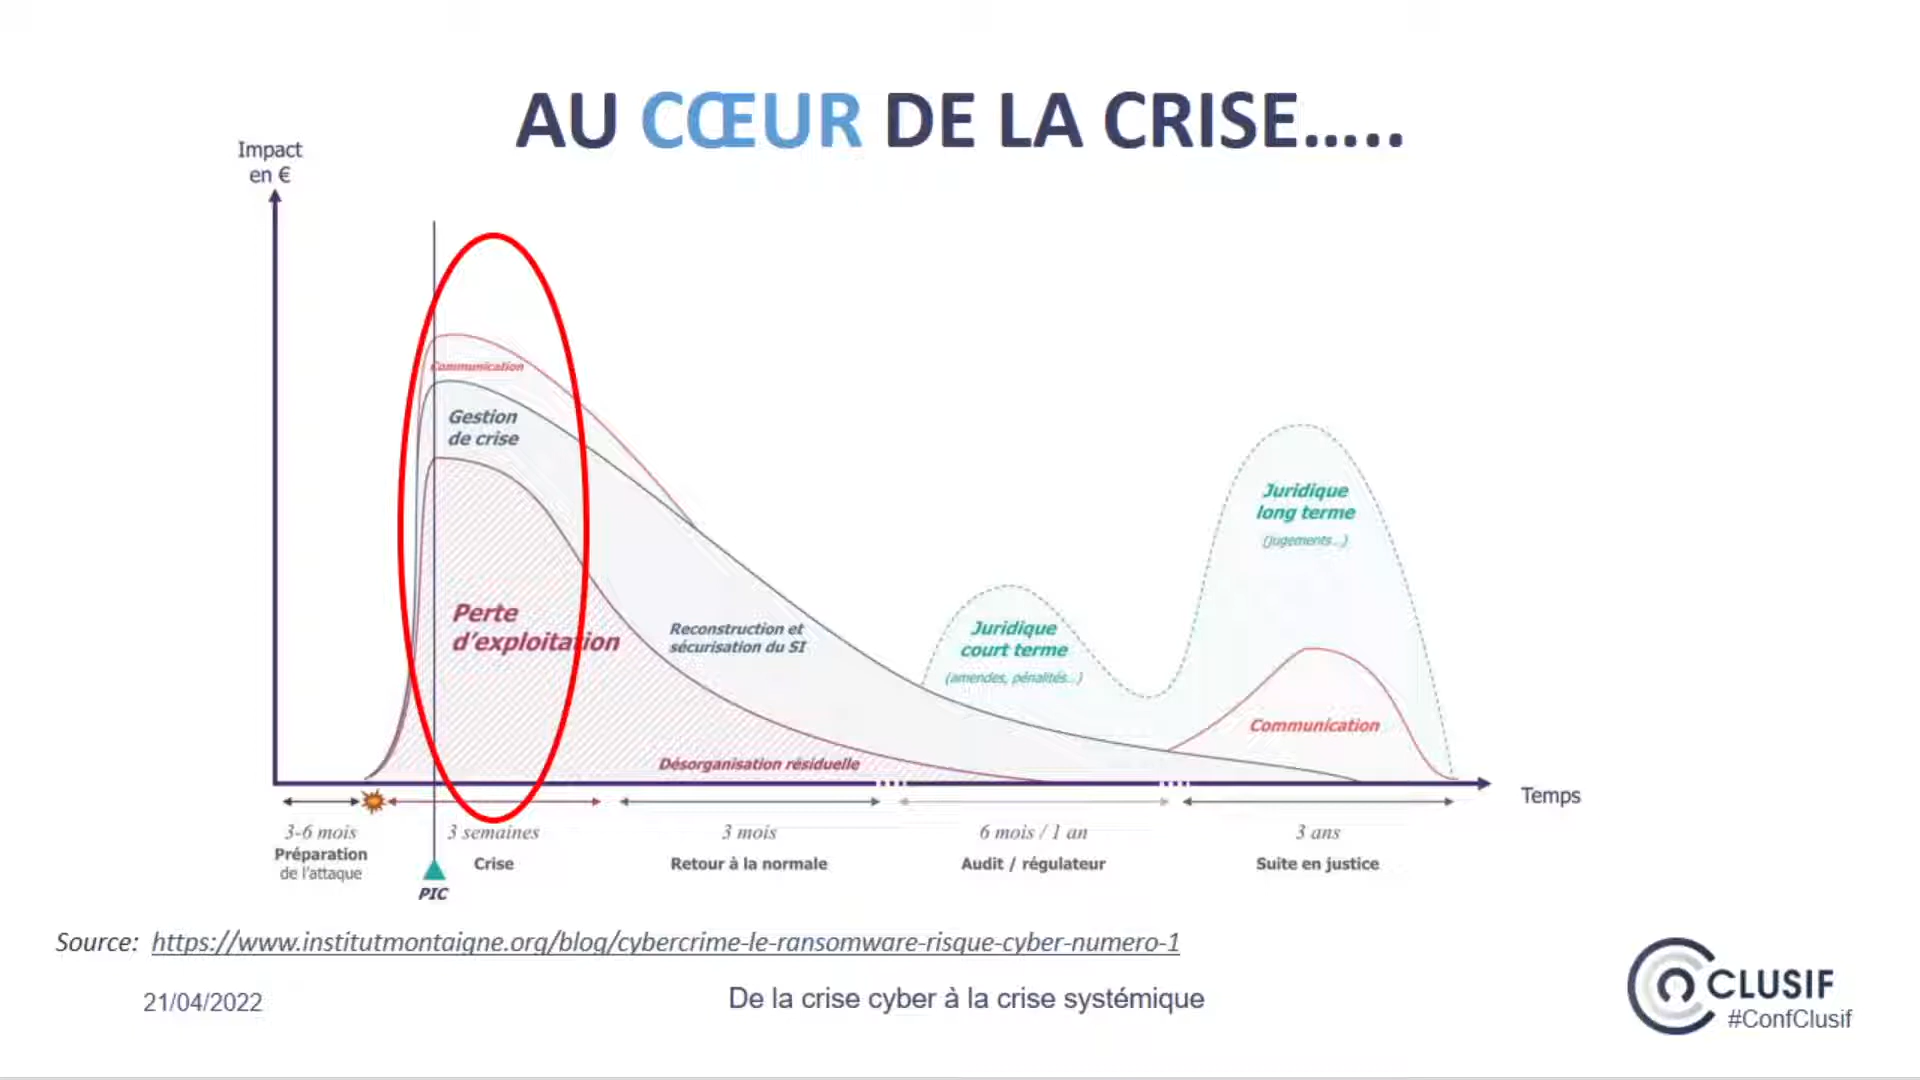 AU CŒUR DE LA CRISE.....
Impact
en €
Communication
Gestion
de crise
Perte
d'exploitation
Reconstruction et
sécurisation du SI
Désorganisation résiduelle
Juridique
court terme
(amendes, pénalités...)
Juridique
long terme
(jugements...)
Communication
Temps
3-6 mois
Préparation
de l'attaque
PIC
3 semaines
Crise
3 mois
Retour à la normale
6 mois / 1 an
Audit / régulateur
3 ans
Suite en justice
Source: https://www.institutmontaigne.org/blog/cybercrime-le-ransomware-risque-cyber-numero-1
21/04/2022
De la crise cyber à la crise systémique
CLUSIF
#ConfClusif